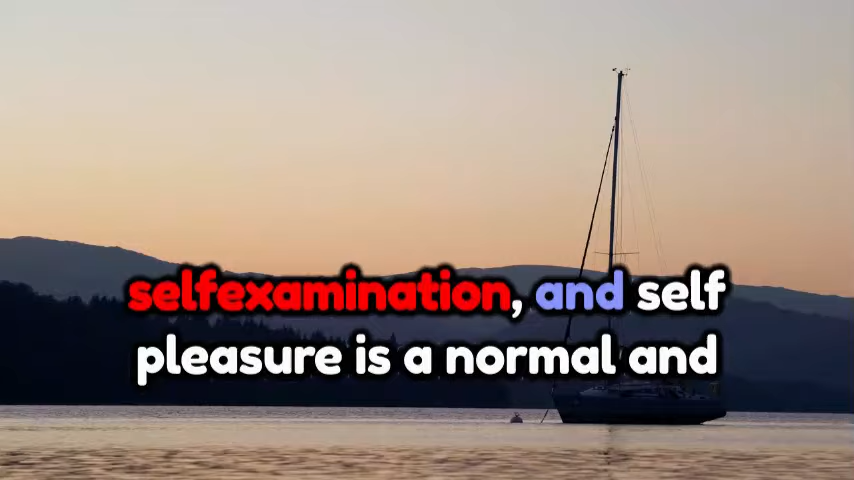 selfexamination, and self
pleasure is a normal and